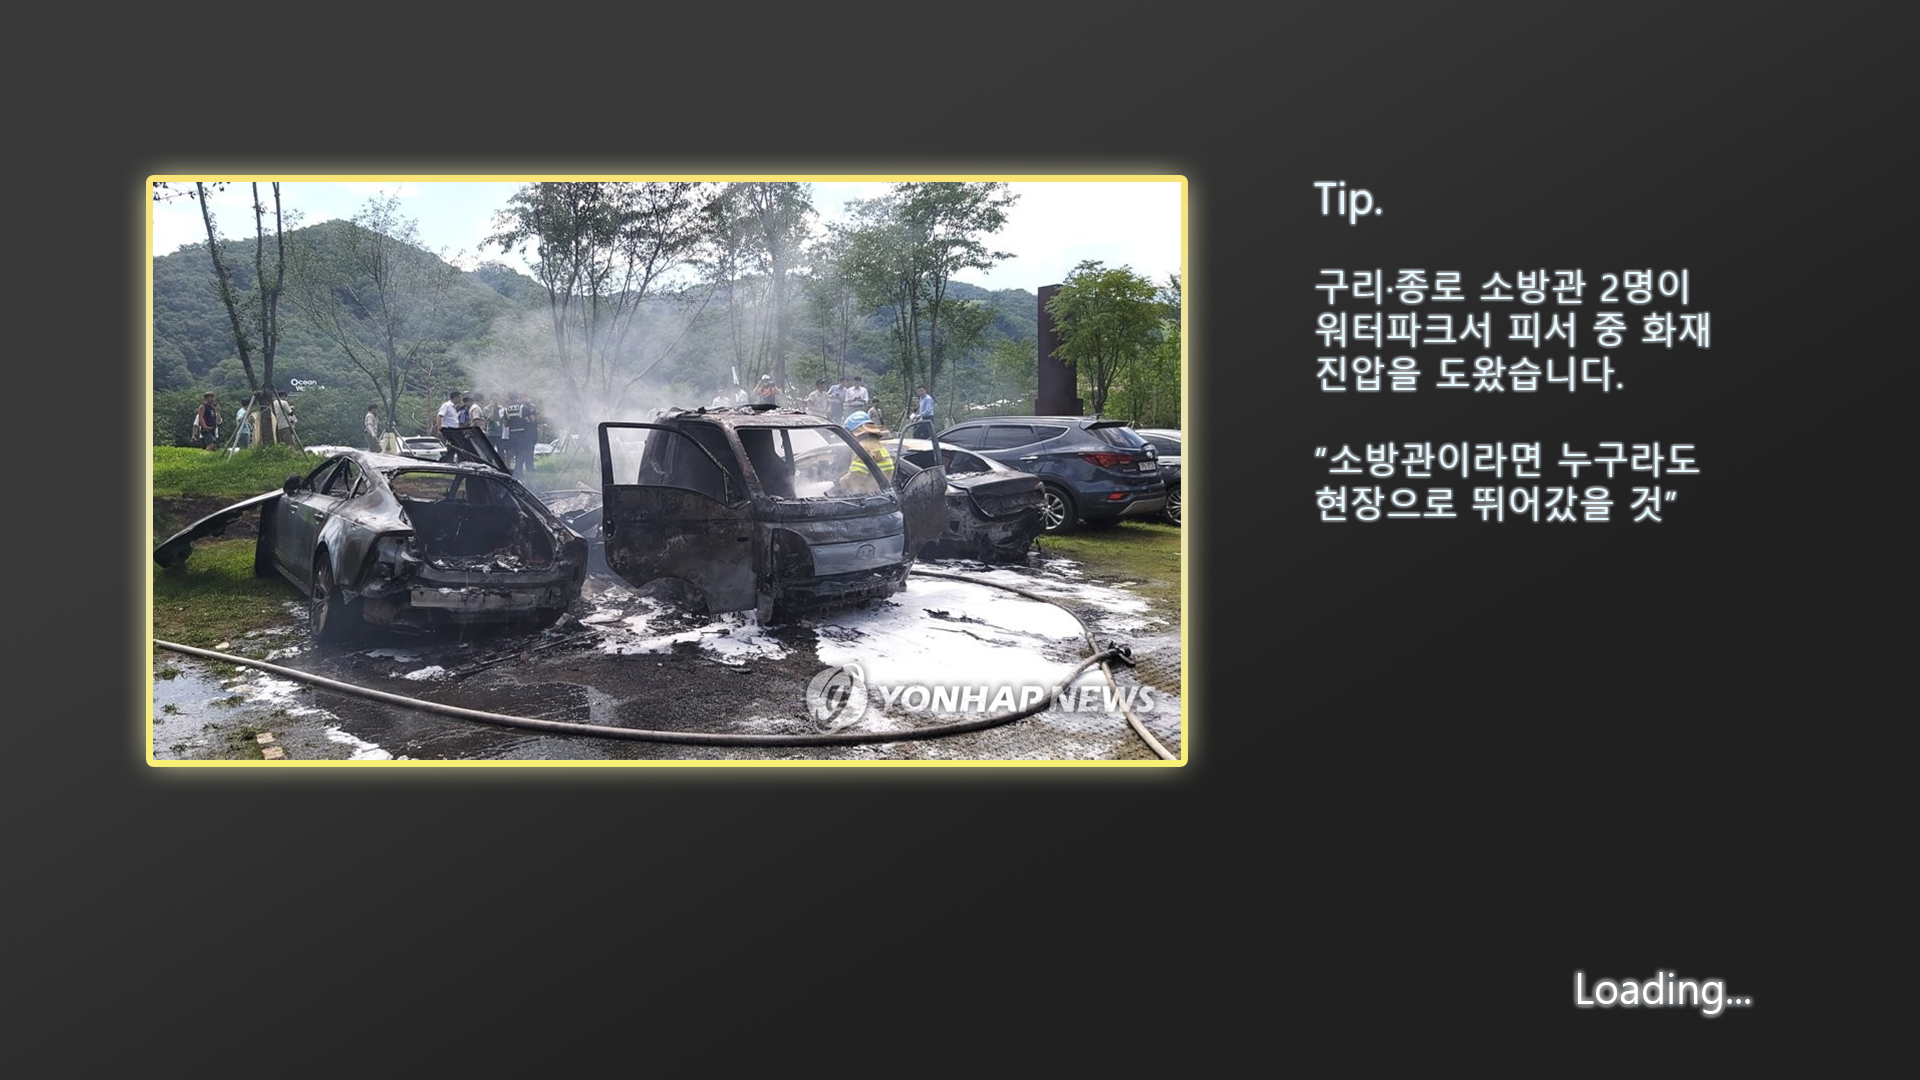 Tip.
구리·종로 소방관 2명이
워터파크서 피서 중 화재
진압을 도왔습니다.
"소방관이라면 누구라도
현장으로 뛰어갔을 것"
Ocean
YONHAP NEWS
Loading...